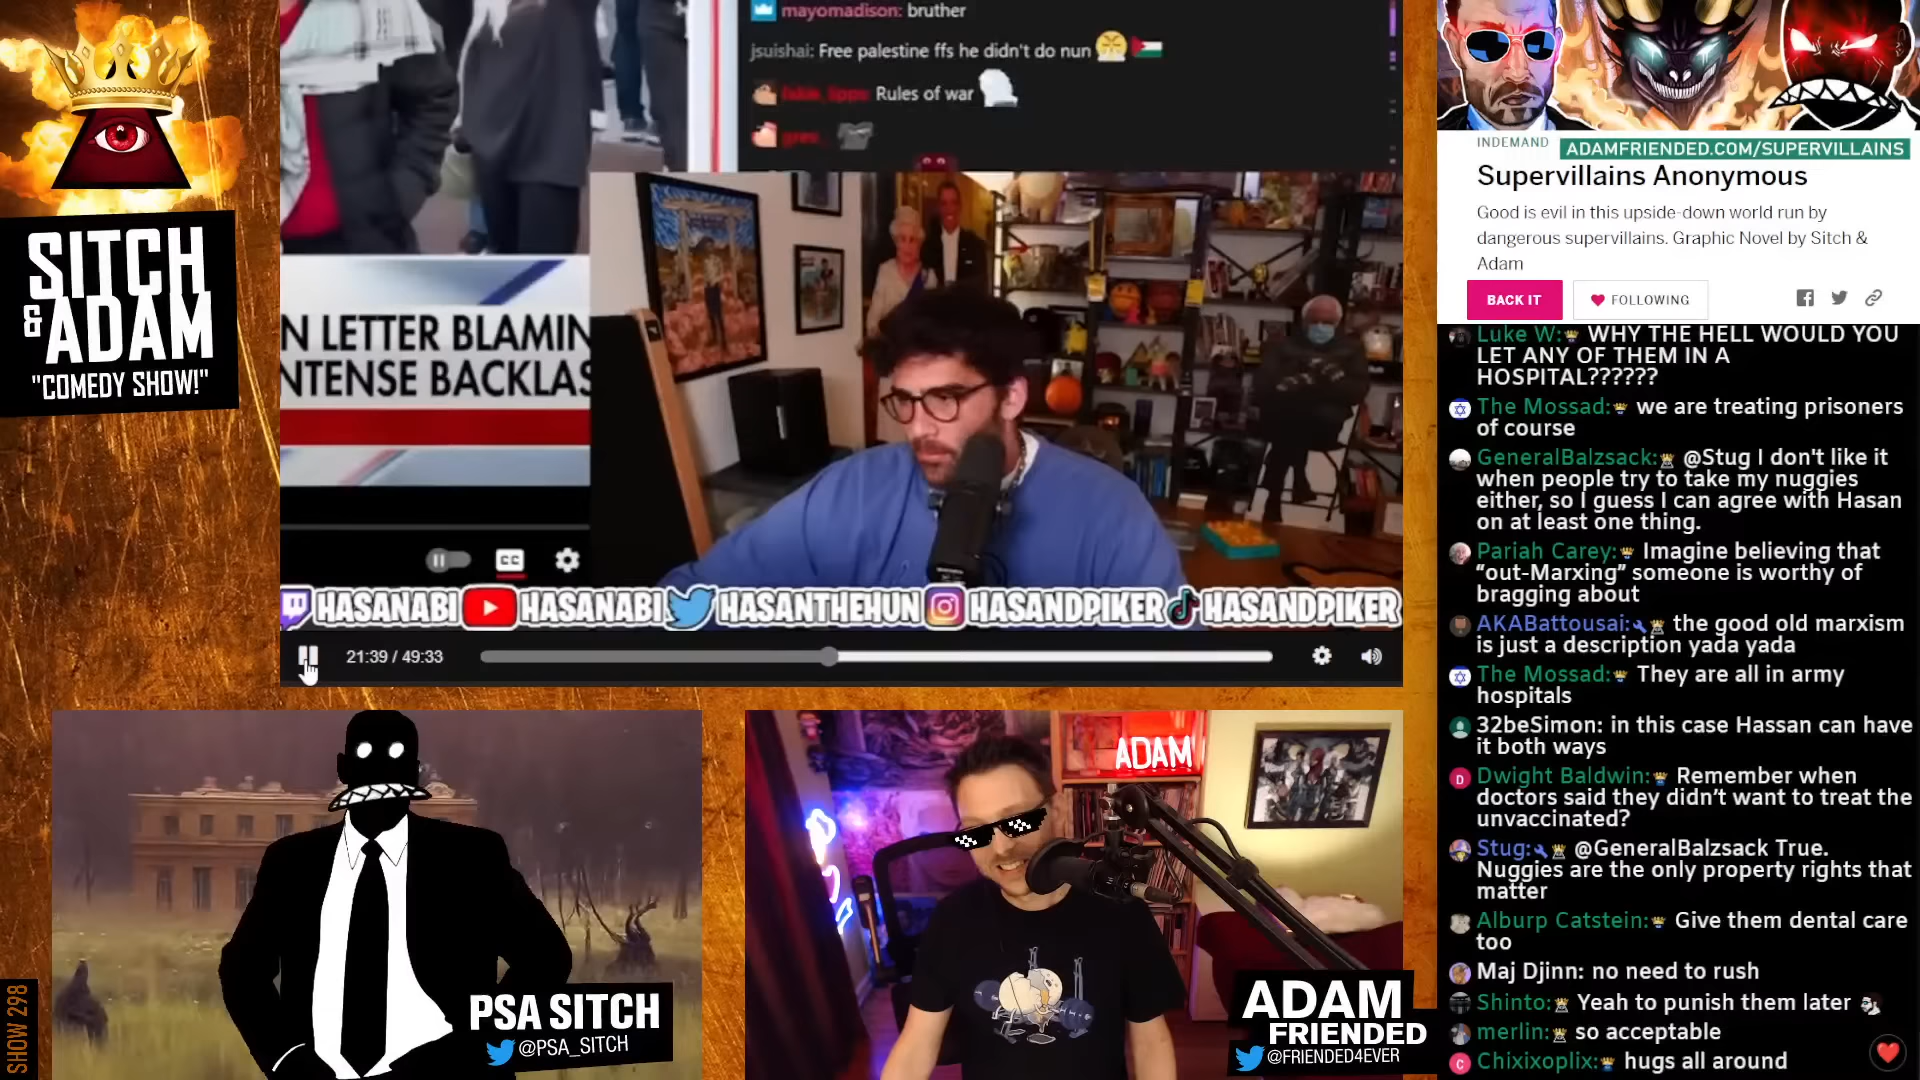 SITCH
& ADAM
"COMEDY SHOW!"
SHOW 298
mayomadison: bruther
jsuishai: Free palestine ffs he didn't do nun
Rules of war
N LETTER BLAMIN
NTENSE BACKLAS
CC
HASANABI
HASANABI
HASANTHEHUN
HASANDPIKER
HASANDPIKER
21:39 / 49:33
PSA SITCH
@PSA_SITCH
ADAM
ADAM
FRIENDED
@FRIENDED4EVER
INDEMAND
ADAMFRIENDED.COM/SUPERVILLAINS
Supervillains Anonymous
Good is evil in this upside-down world run by
dangerous supervillains. Graphic Novel by Sitch &
Adam
BACK IT
FOLLOWING
Luke W: WHY THE HELL WOULD YOU
LET ANY OF THEM IN A
HOSPITAL??????
The Mossad: we are treating prisoners
of course
GeneralBalzsack: @Stug I don't like it
when people try to take my nuggies
either, so I guess I can agree with Hasan
on at least one thing.
Pariah Carey: Imagine believing that
“out-Marxing” someone is worthy of
bragging about
AKABattousai: the good old marxism
is just a description yada yada
The Mossad: They are all in army
hospitals
32beSimon: in this case Hassan can have
it both ways
D
Dwight Baldwin: Remember when
doctors said they didn’t want to treat the
unvaccinated?
Stug: @GeneralBalzsack True.
Nuggies are the only property rights that
matter
Alburp Catstein: Give them dental care
too
Maj Djinn: no need to rush
Shinto: Yeah to punish them later
merlin: so acceptable
C
Chixixoplix: hugs all around